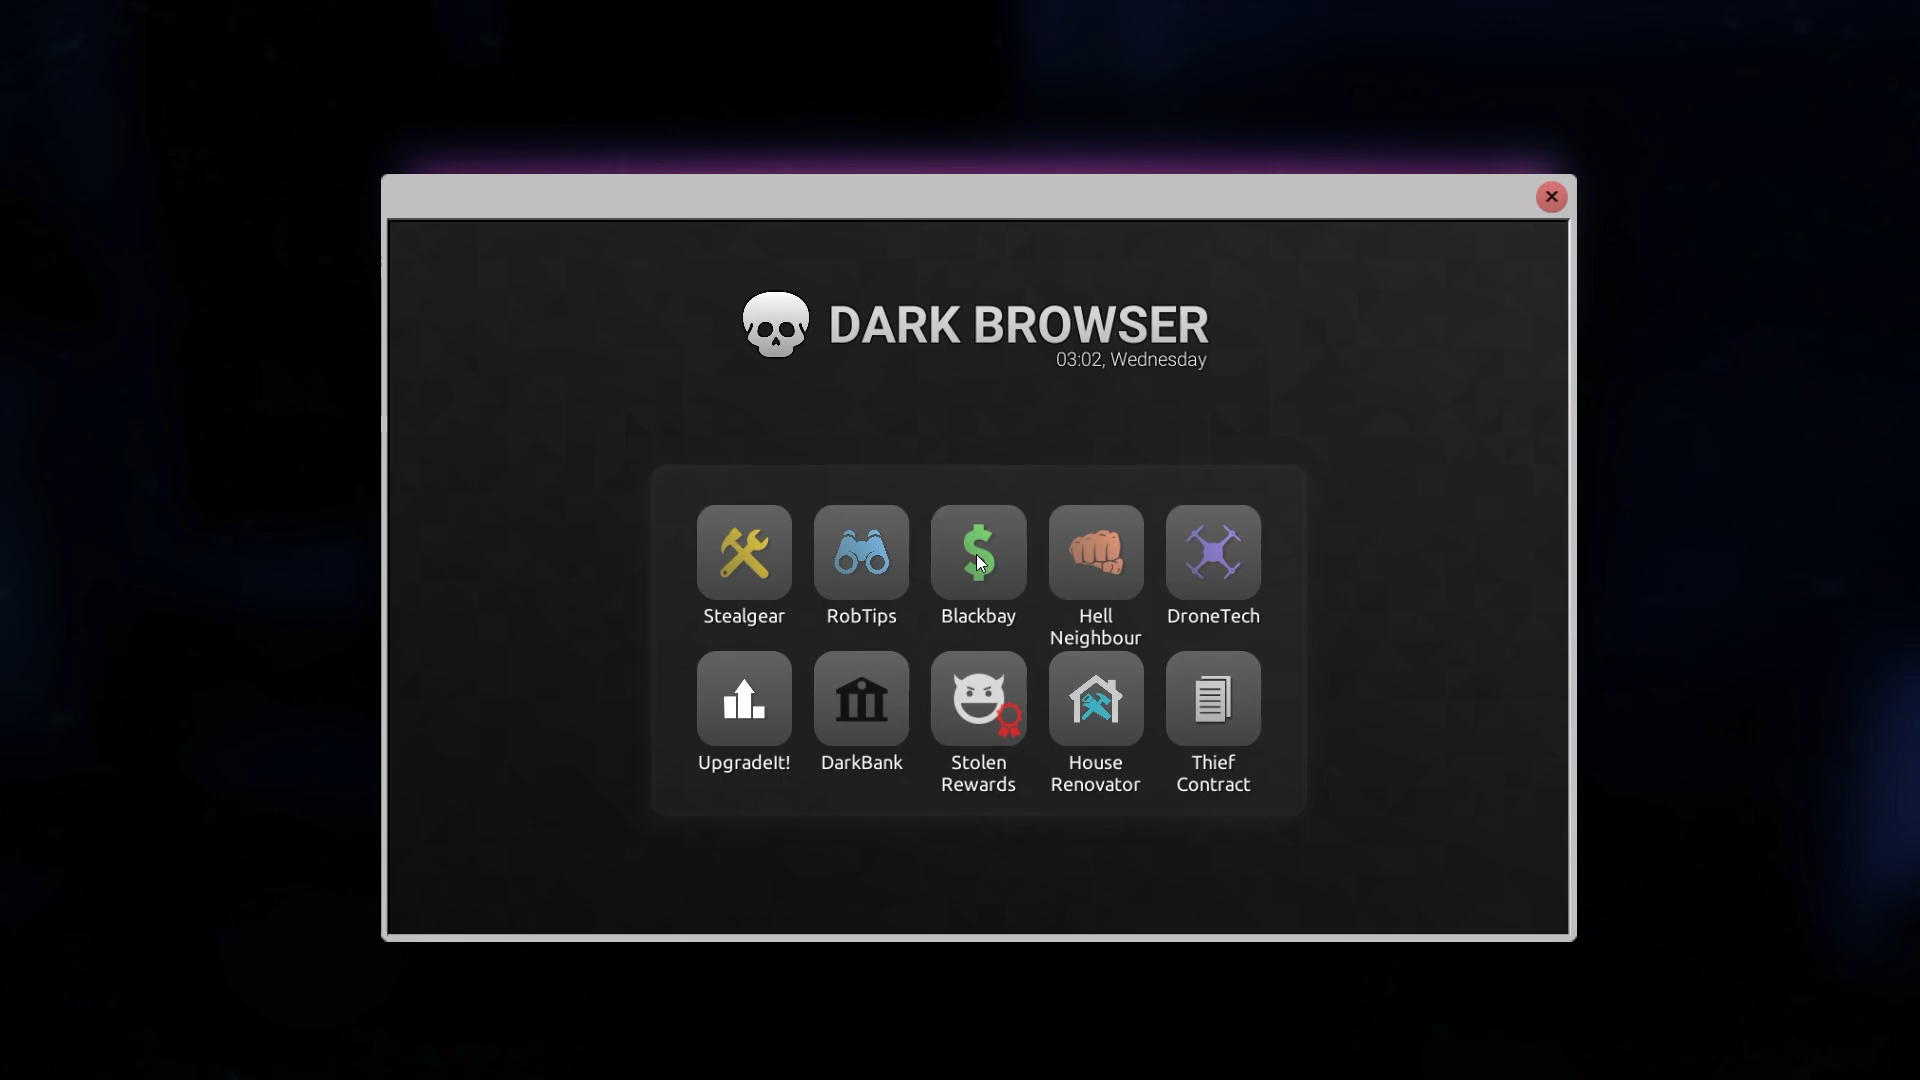 DARK BROWSER
03:02, Wednesday
Stealgear
RobTips
Blackbay
Hell
Neighbour
DroneTech
UpgradeIt!
DarkBank
Stolen
Rewards
House
Renovator
Thief
Contract